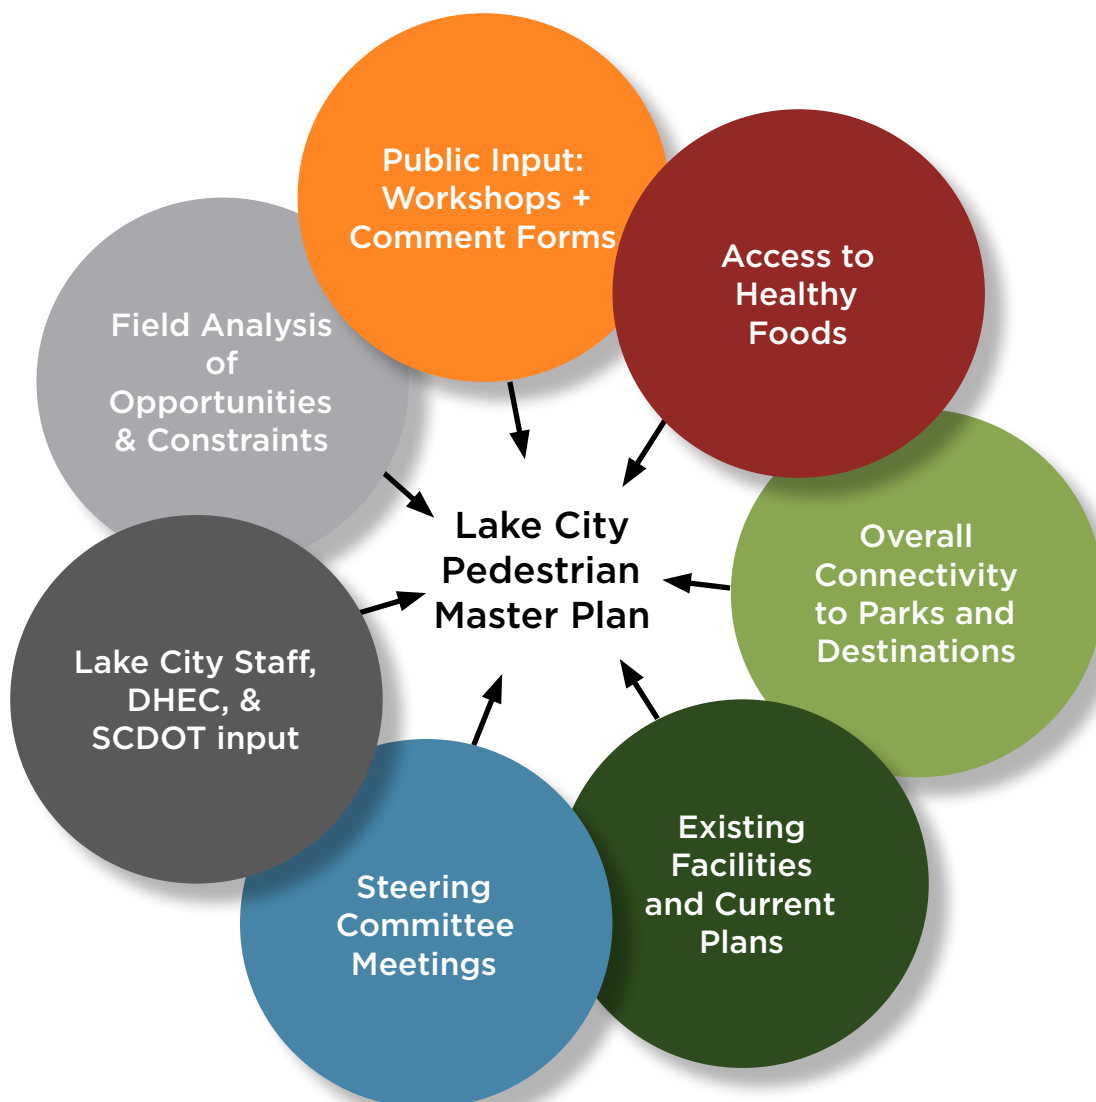 Public Input:
Workshops +
Comment Forms
Access to
Healthy
Foods
Overall
Connectivity
to Parks and
Destinations
Existing
Facilities
and Current
Plans
Steering
Committee
Meetings
Lake City Staff,
DHEC, &
SCDOT input
Field Analysis
of
Opportunities
& Constraints
Lake City
Pedestrian
Master Plan